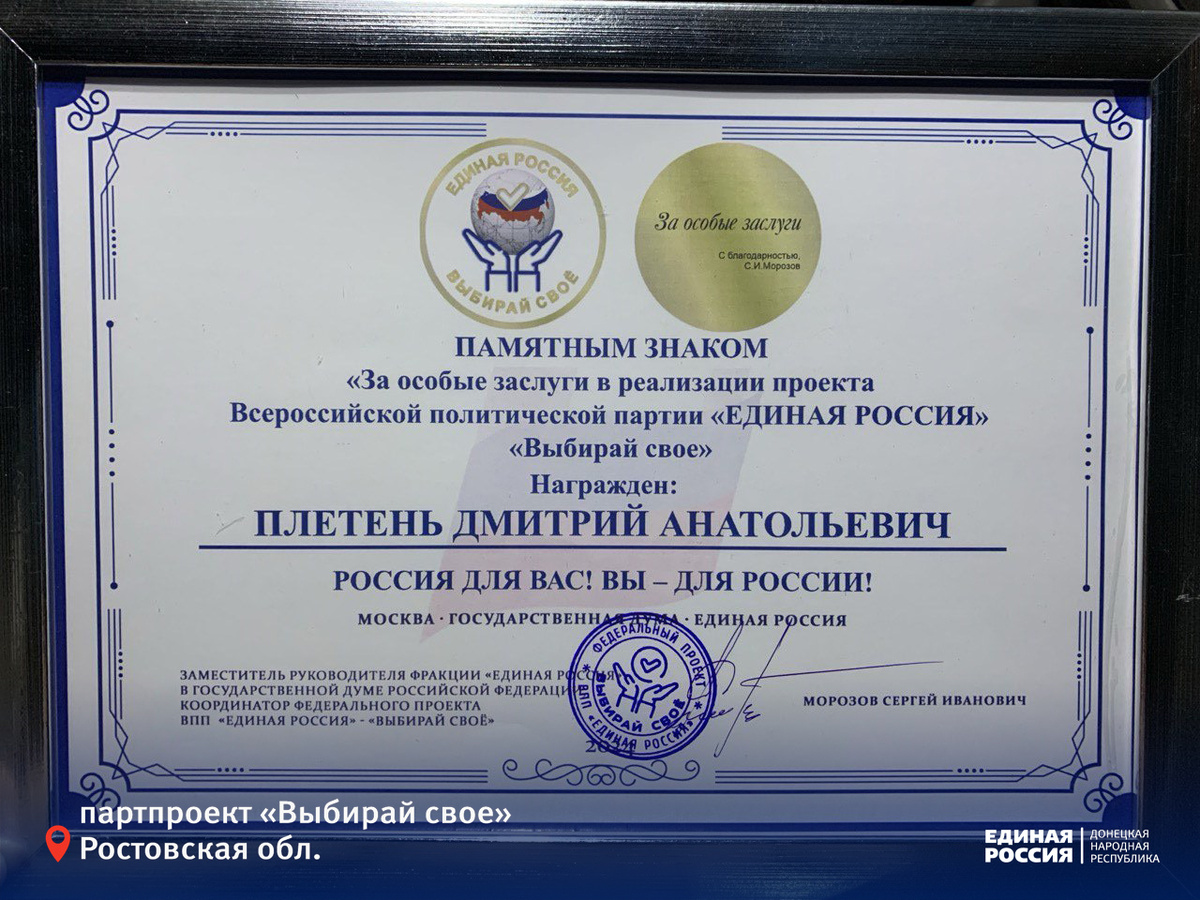 ЕДИНАЯ РОССИЯ
ВЫБИРАЙ СВОЁ
За особые заслуги
С благодарностью,
С.И.Морозов
ПАМЯТНЫМ ЗНАКОМ
«За особые заслуги в реализации проекта
Всероссийской политической партии «ЕДИНАЯ РОССИЯ»
«Выбирай свое»
Награжден:
ПЛЕТЕНЬ ДМИТРИЙ АНАТОЛЬЕВИЧ
РОССИЯ ДЛЯ ВАС! ВЫ – ДЛЯ РОССИИ!
МОСКВА · ГОСУДАРСТВЕННАЯ ДУМА · ЕДИНАЯ РОССИЯ
ЗАМЕСТИТЕЛЬ РУКОВОДИТЕЛЯ ФРАКЦИИ «ЕДИНАЯ РОССИЯ»
В ГОСУДАРСТВЕННОЙ ДУМЕ РОССИЙСКОЙ ФЕДЕРАЦИИ
КООРДИНАТОР ФЕДЕРАЛЬНОГО ПРОЕКТА
ВПП «ЕДИНАЯ РОССИЯ» - «ВЫБИРАЙ СВОЁ»
МОРОЗОВ СЕРГЕЙ ИВАНОВИЧ
* ФЕДЕРАЛЬНЫЙ ПРОЕКТ *
ВПП «ЕДИНАЯ РОССИЯ»
ВЫБИРАЙ СВОЁ
партпроект «Выбирай свое»
Ростовская обл.
ЕДИНАЯ
РОССИЯ
ДОНЕЦКАЯ
НАРОДНАЯ
РЕСПУБЛИКА